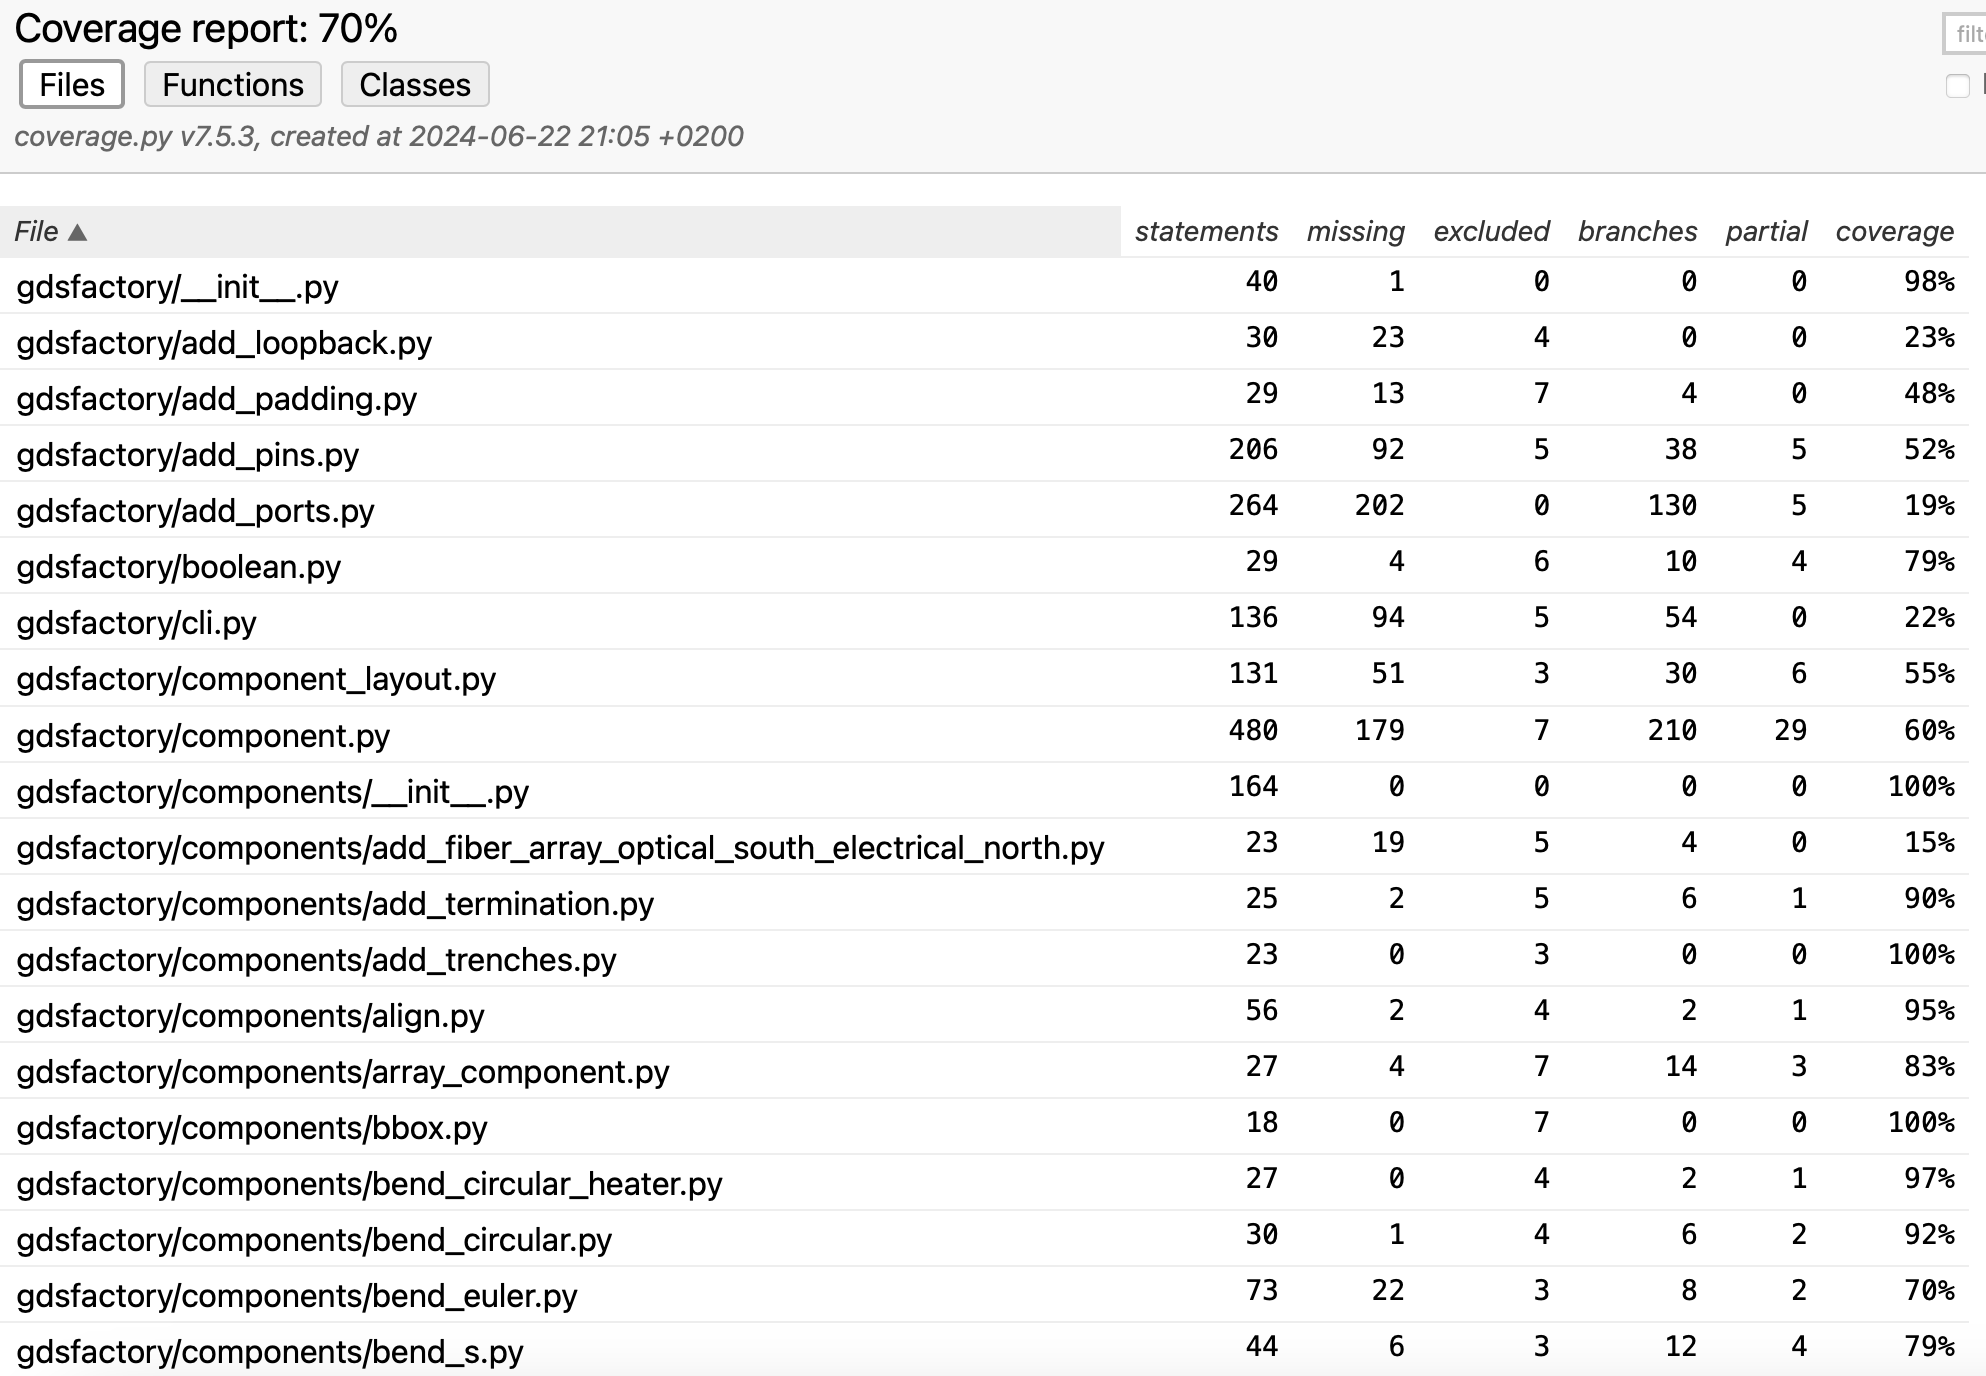 Coverage report: 70%
Files Functions Classes
coverage.py v7.5.3, created at 2024-06-22 21:05 +0200
File ▲ statements missing excluded branches partial coverage
gdsfactory/__init__.py 40 1 0 0 0 98%
gdsfactory/add_loopback.py 30 23 4 0 0 23%
gdsfactory/add_padding.py 29 13 7 4 0 48%
gdsfactory/add_pins.py 206 92 5 38 5 52%
gdsfactory/add_ports.py 264 202 0 130 5 19%
gdsfactory/boolean.py 29 4 6 10 4 79%
gdsfactory/cli.py 136 94 5 54 0 22%
gdsfactory/component_layout.py 131 51 3 30 6 55%
gdsfactory/component.py 480 179 7 210 29 60%
gdsfactory/components/__init__.py 164 0 0 0 0 100%
gdsfactory/components/add_fiber_array_optical_south_electrical_north.py 23 19 5 4 0 15%
gdsfactory/components/add_termination.py 25 2 5 6 1 90%
gdsfactory/components/add_trenches.py 23 0 3 0 0 100%
gdsfactory/components/align.py 56 2 4 2 1 95%
gdsfactory/components/array_component.py 27 4 7 14 3 83%
gdsfactory/components/bbox.py 18 0 7 0 0 100%
gdsfactory/components/bend_circular_heater.py 27 0 4 2 1 97%
gdsfactory/components/bend_circular.py 30 1 4 6 2 92%
gdsfactory/components/bend_euler.py 73 22 3 8 2 70%
gdsfactory/components/bend_s.py 44 6 3 12 4 79%